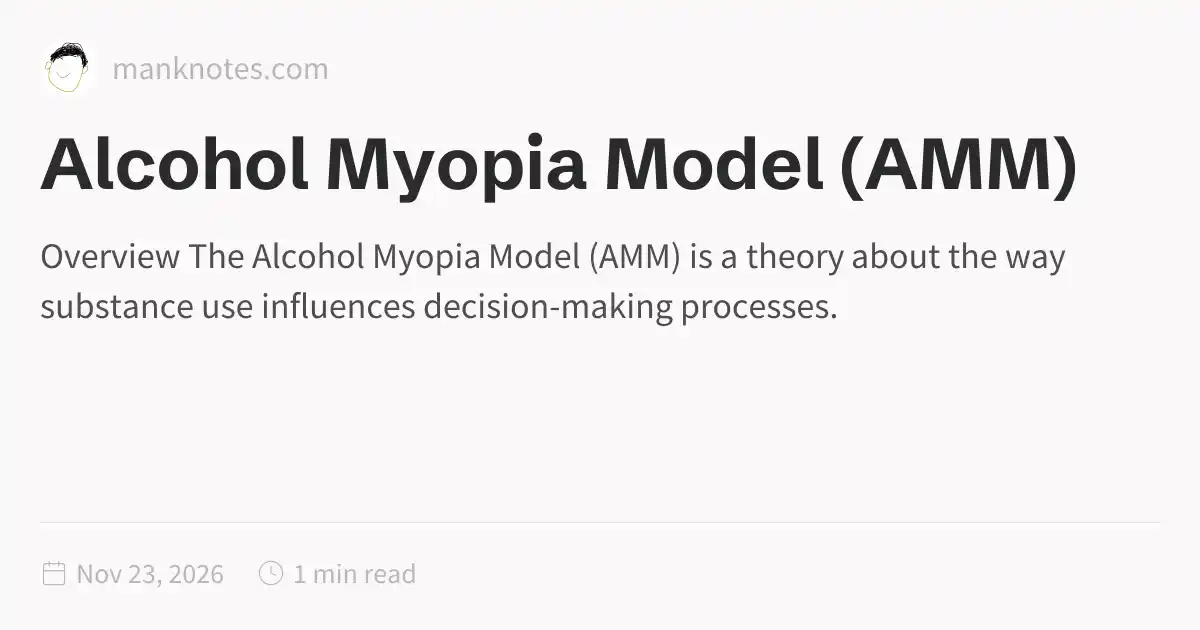 manknotes.com
Alcohol Myopia Model (AMM)
Overview The Alcohol Myopia Model (AMM) is a theory about the way
substance use influences decision-making processes.
Nov 23, 2026 1 min read